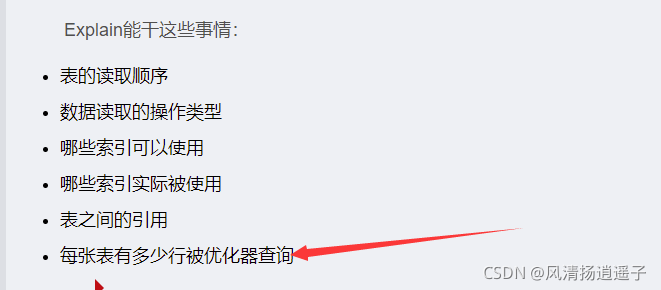 Explain能干这些事情：
表的读取顺序
数据读取的操作类型
哪些索引可以使用
哪些索引实际被使用
表之间的引用
每张表有多少行被优化器查询
CSDN @风清扬逍遥子